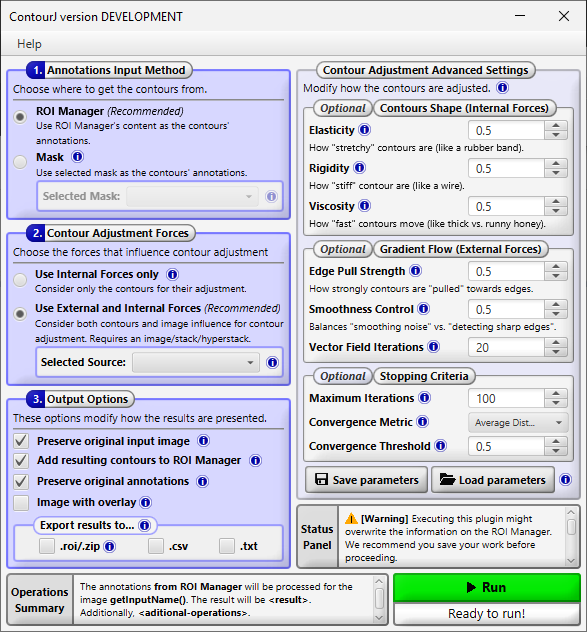 ContourJ version DEVELOPMENT
Help
1. Annotations Input Method
Choose where to get the contours from.
ROI Manager (Recommended)
Use ROI Manager's content as the contours'
annotations.
Mask
Use selected mask as the contours' annotations.
Selected Mask:
2. Contour Adjustment Forces
Choose the forces that influence contour adjustment
Use Internal Forces only
Consider only the contours for their adjustment.
Use External and Internal Forces (Recommended)
Consider both contours and image influence for contour
adjustment. Requires an image/stack/hyperstack.
Selected Source:
3. Output Options
These options modify how the results are presented.
Preserve original input image
Add resulting contours to ROI Manager
Preserve original annotations
Image with overlay
Export results to...
.roi/.zip
.csv
.txt
Contour Adjustment Advanced Settings
Modify how the contours are adjusted.
Optional Contours Shape (Internal Forces)
Elasticity 0.5
How "stretchy" contours are (like a rubber band).
Rigidity 0.5
How "stiff" contour are (like a wire).
Viscosity 0.5
How "fast" contours move (like thick vs. runny honey).
Optional Gradient Flow (External Forces)
Edge Pull Strength 0.5
How strongly contours are "pulled" towards edges.
Smoothness Control 0.5
Balances "smoothing noise" vs. "detecting sharp edges".
Vector Field Iterations 20
Optional Stopping Criteria
Maximum Iterations 100
Convergence Metric Average Dist...
Convergence Threshold 0.5
Save parameters
Load parameters
Status
Panel
[Warning] Executing this plugin might
overwrite the information on the ROI Manager.
We recommend you save your work before
proceeding.
Operations
Summary
The annotations from ROI Manager will be processed for the
image getInputName(). The result will be <result>.
Additionally, <aditional-operations>.
Run
Ready to run!